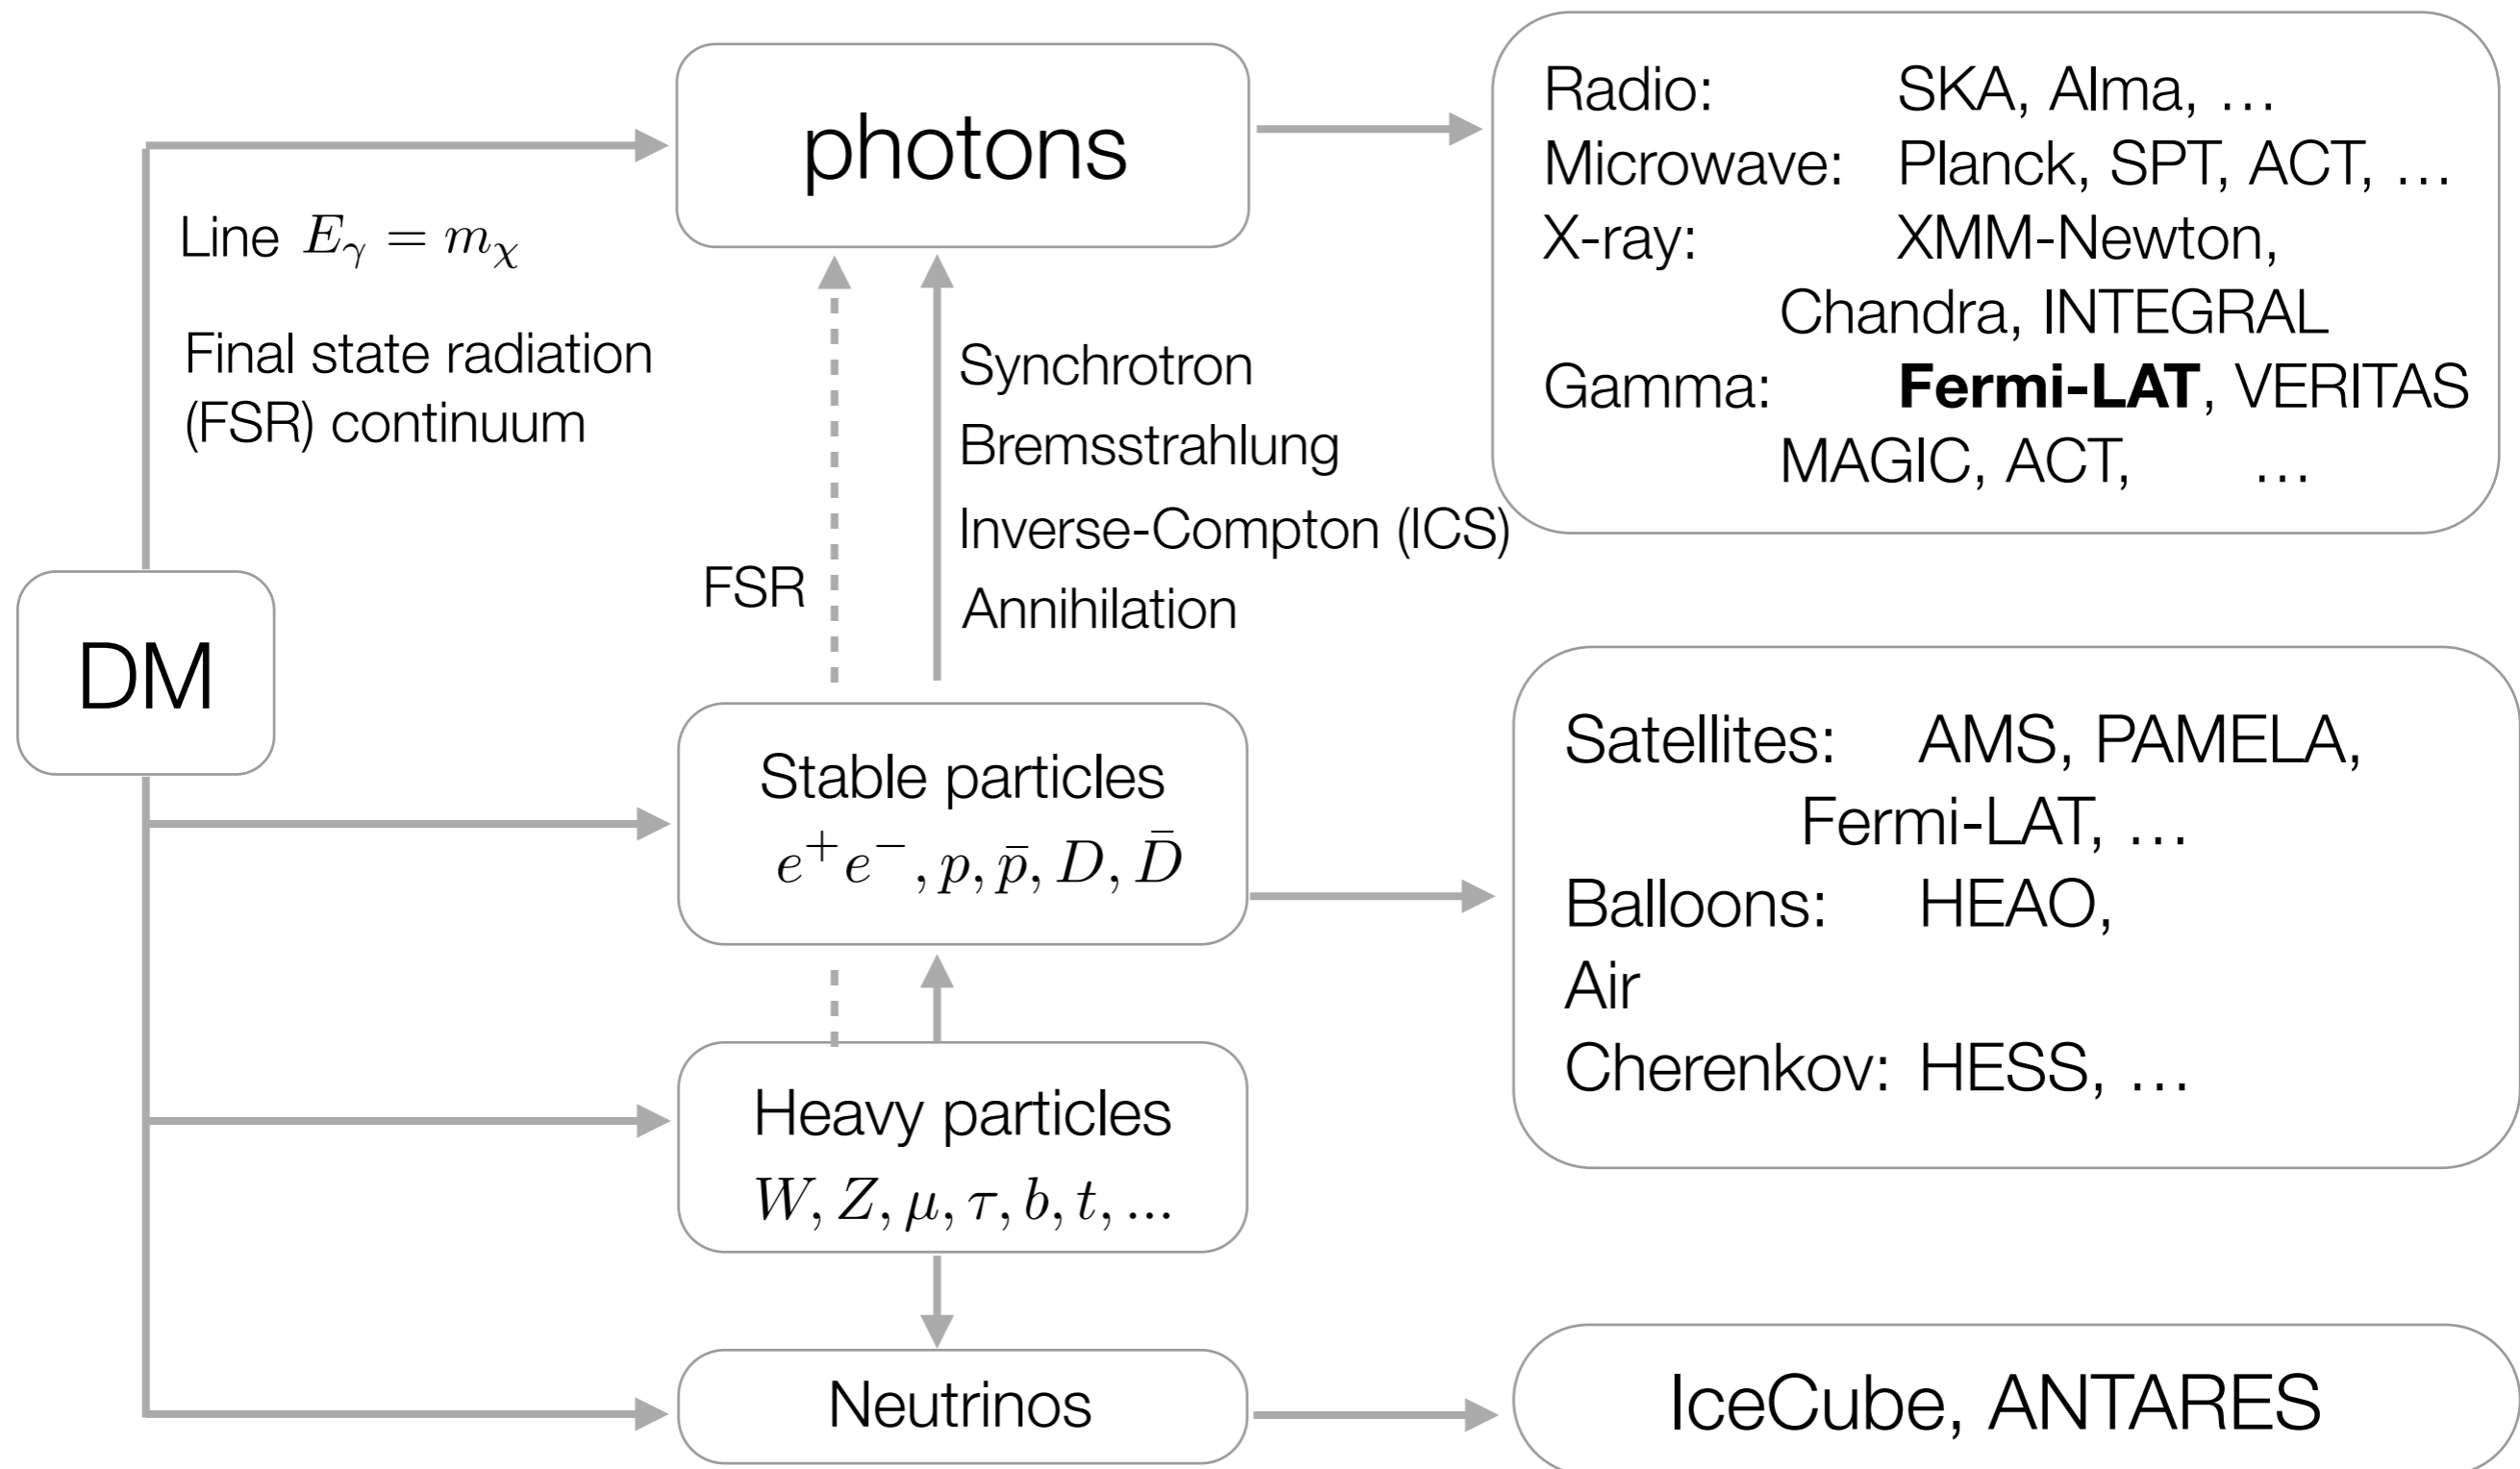 photons
Line E_γ = m_χ
Final state radiation
(FSR) continuum
DM
FSR
Synchrotron
Bremsstrahlung
Inverse-Compton (ICS)
Annihilation
Stable particles
e⁺e⁻, p, p̄, D, D̄
Heavy particles
W, Z, μ, τ, b, t, ...
Neutrinos
Radio: SKA, Alma, …
Microwave: Planck, SPT, ACT, …
X-ray: XMM-Newton,
Chandra, INTEGRAL
Gamma: Fermi-LAT, VERITAS
MAGIC, ACT, …
Satellites: AMS, PAMELA,
Fermi-LAT, …
Balloons: HEAO,
Air
Cherenkov: HESS, …
IceCube, ANTARES